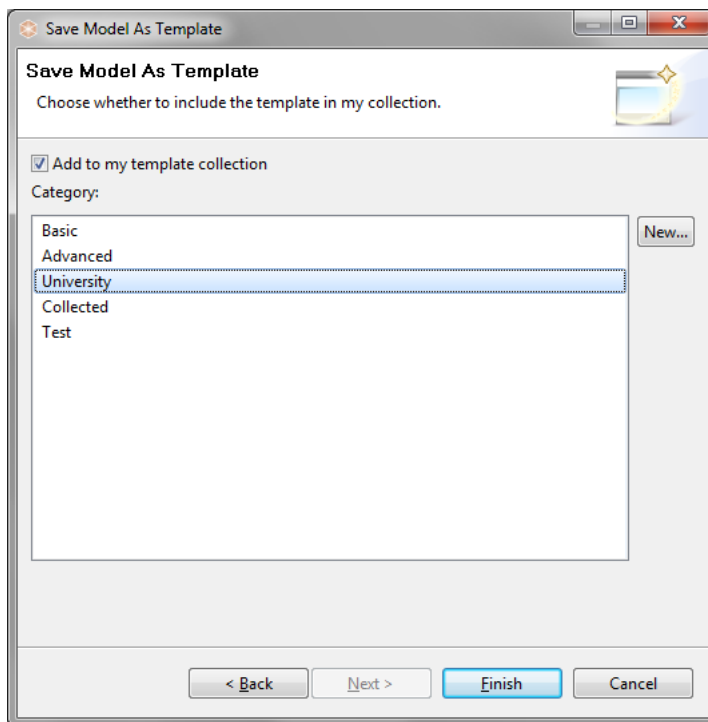 Save Model As Template
Save Model As Template
Choose whether to include the template in my collection.
Add to my template collection
Category:
Basic
New...
Advanced
University
Collected
Test
< Back
Next >
Finish
Cancel